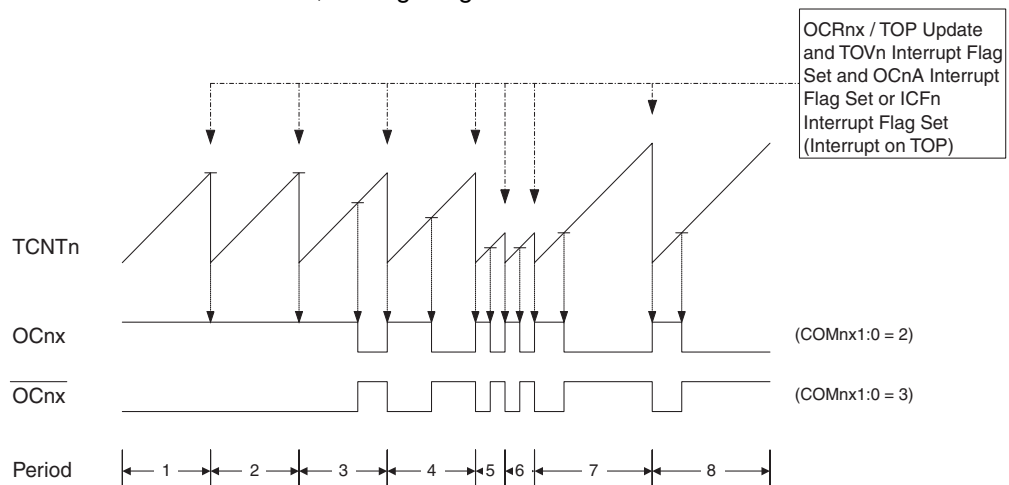 OCRnx / TOP Update
and TOVn Interrupt Flag
Set and OCnA Interrupt
Flag Set or ICFn
Interrupt Flag Set
(Interrupt on TOP)
TCNTn
OCnx (COMnx1:0 = 2)
OCnx (COMnx1:0 = 3)
Period 1 2 3 4 5 6 7 8